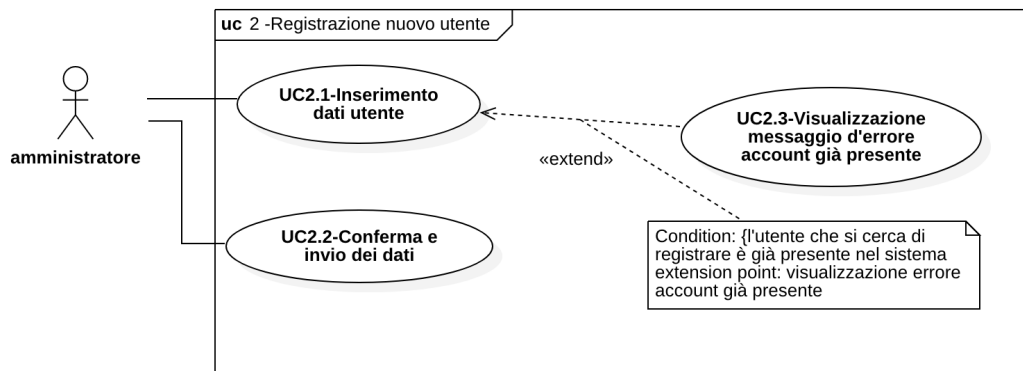 uc 2 -Registrazione nuovo utente
amministratore
UC2.1-Inserimento
dati utente
UC2.3-Visualizzazione
messaggio d'errore
account già presente
«extend»
UC2.2-Conferma e
invio dei dati
Condition: {l'utente che si cerca di
registrare è già presente nel sistema
extension point: visualizzazione errore
account già presente